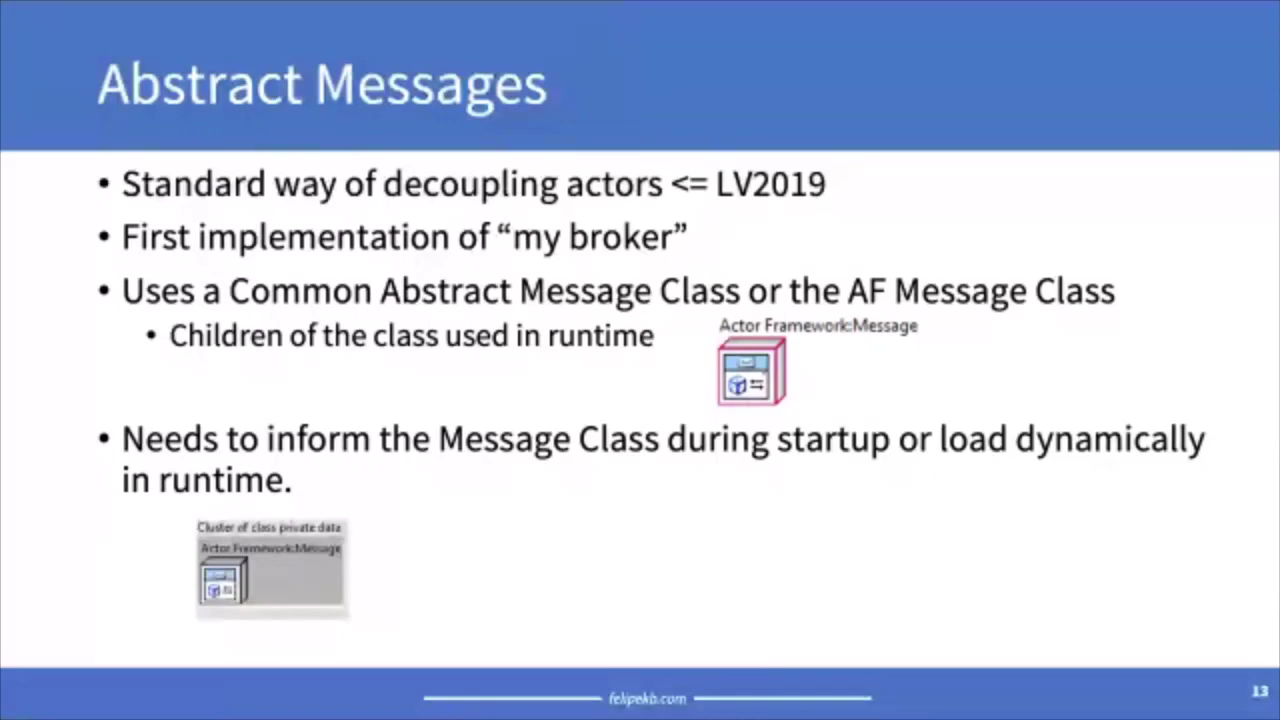 Abstract Messages
• Standard way of decoupling actors <= LV2019
• First implementation of “my broker”
• Uses a Common Abstract Message Class or the AF Message Class
• Children of the class used in runtime
Actor Framework:Message
• Needs to inform the Message Class during startup or load dynamically
in runtime.
Cluster of class private data
Actor Framework:Message
felipekb.com
13